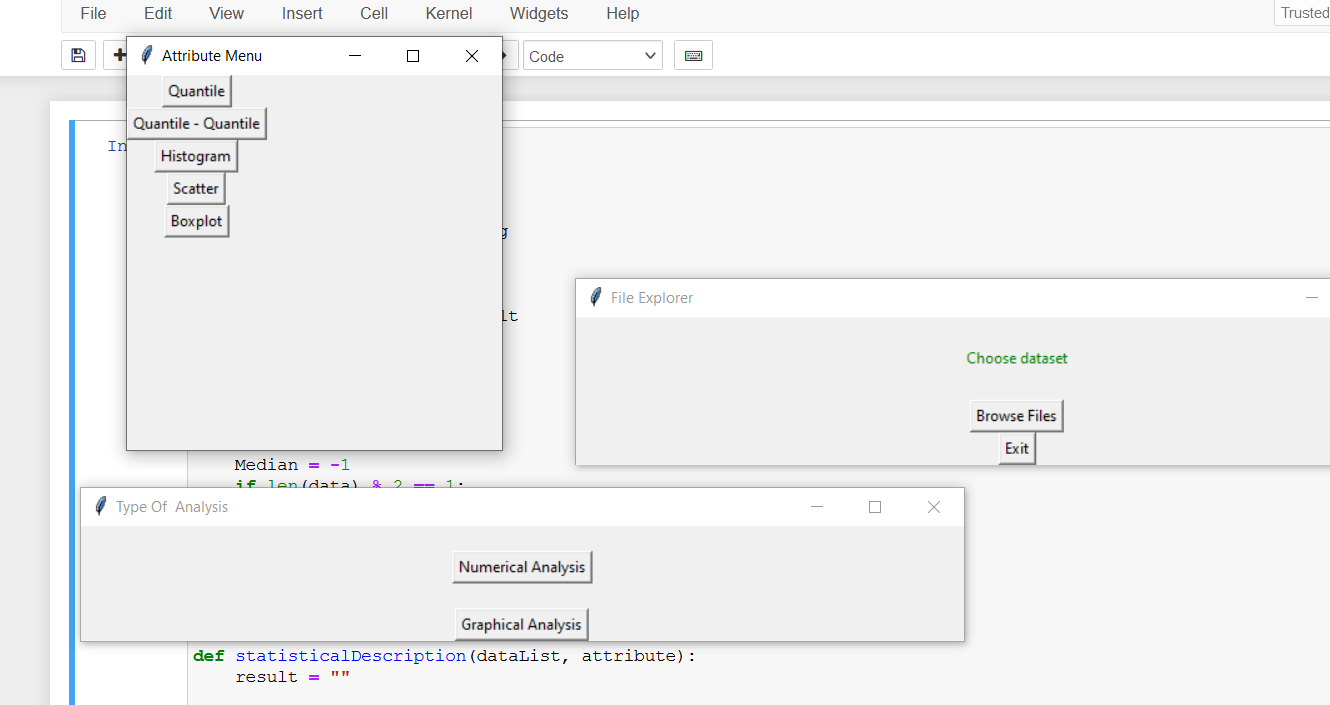 File Edit View Insert Cell Kernel Widgets Help Trusted
Code
Attribute Menu
Quantile
Quantile - Quantile
Histogram
Scatter
Boxplot
In
g
lt
File Explorer
Choose dataset
Browse Files
Exit
Median = -1
if len(data) % 2 == 1:
Type Of  Analysis
Numerical Analysis
Graphical Analysis
def statisticalDescription(dataList, attribute):
result = ""